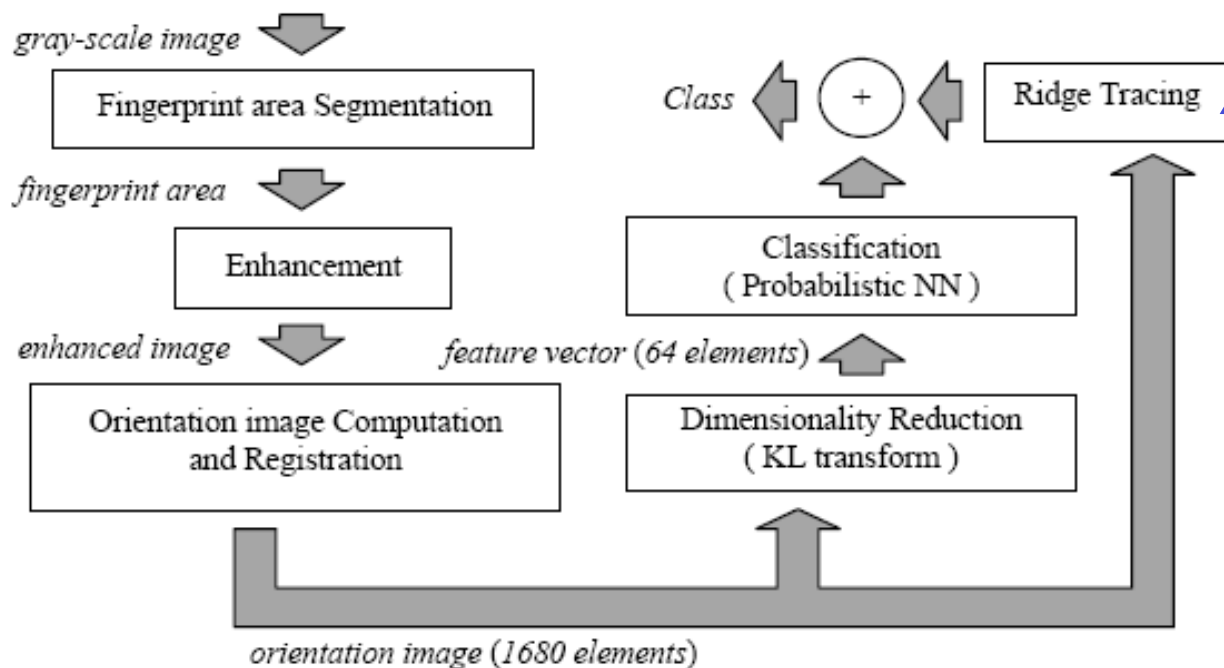 gray-scale image
Fingerprint area Segmentation
fingerprint area
Enhancement
enhanced image
Orientation image Computation
and Registration
orientation image (1680 elements)
Dimensionality Reduction
( KL transform )
feature vector (64 elements)
Classification
( Probabilistic NN )
Ridge Tracing
+
Class